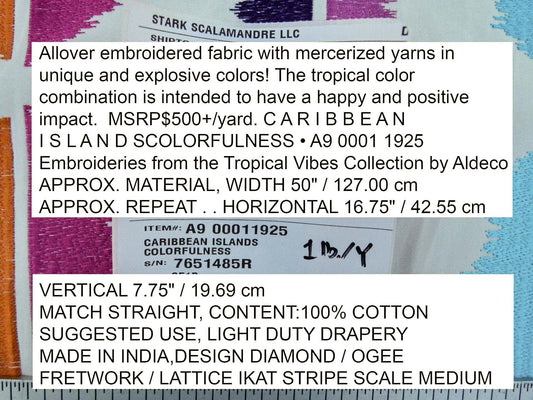 STARK SCALAMANDRE LLC
Allover embroidered fabric with mercerized yarns in
unique and explosive colors! The tropical color
combination is intended to have a happy and positive
impact.  MSRP$500+/yard. C A R I B B E A N
I S L A N D SCOLORFULNESS • A9 0001 1925
Embroideries from the Tropical Vibes Collection by Aldeco
APPROX. MATERIAL, WIDTH 50" / 127.00 cm
APPROX. REPEAT . . HORIZONTAL 16.75" / 42.55 cm
ITEM#: A9 00011925
CARIBBEAN ISLANDS
COLORFULNESS
S/N: 7651485R
1 lb./Y
VERTICAL 7.75" / 19.69 cm
MATCH STRAIGHT, CONTENT:100% COTTON
SUGGESTED USE, LIGHT DUTY DRAPERY
MADE IN INDIA,DESIGN DIAMOND / OGEE
FRETWORK / LATTICE IKAT STRIPE SCALE MEDIUM